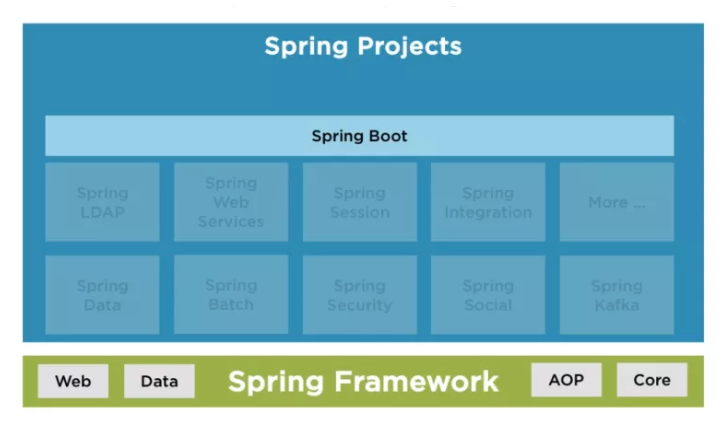 Spring Projects
Spring Boot
Spring
LDAP
Spring
Web
Services
Spring
Session
Spring
Integration
More ...
Spring
Data
Spring
Batch
Spring
Security
Spring
Social
Spring
Kafka
Web
Data
Spring Framework
AOP
Core